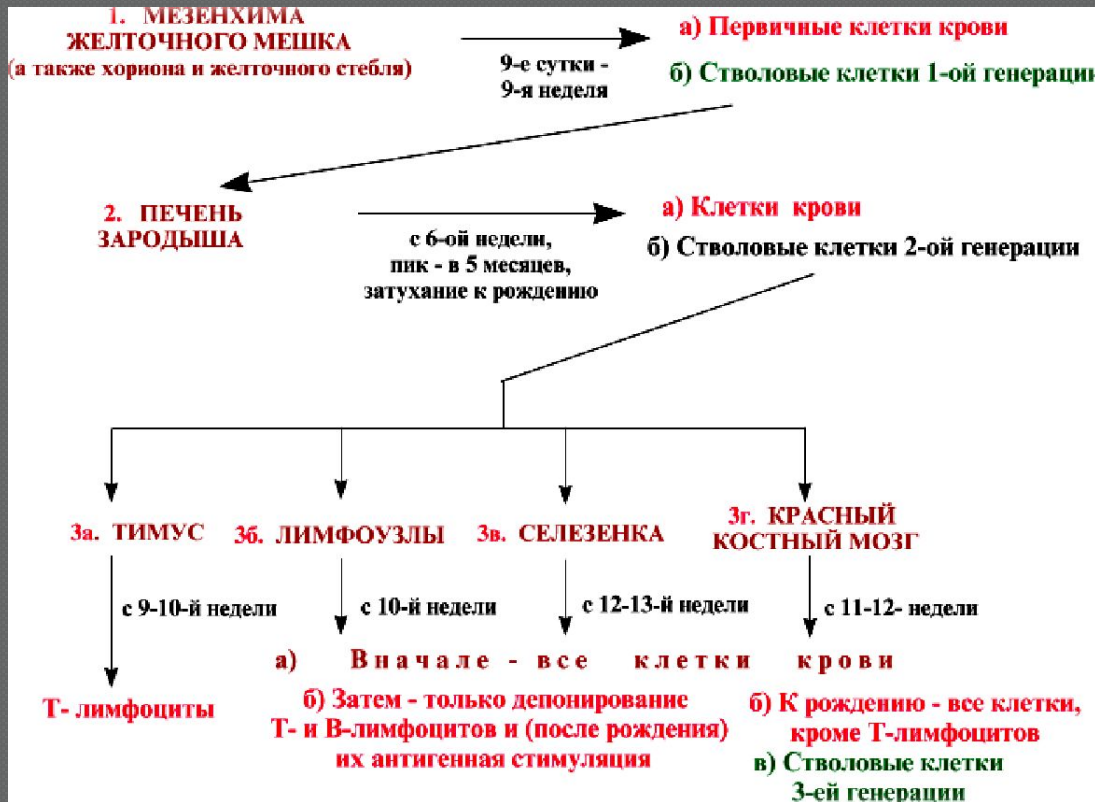 1. МЕЗЕНХИМА
ЖЕЛТОЧНОГО МЕШКА
(а также хориона и желточного стебля)
9-е сутки -
9-я неделя
а) Первичные клетки крови
б) Стволовые клетки 1-ой генерации
2. ПЕЧЕНЬ
ЗАРОДЫША
с 6-ой недели,
пик - в 5 месяцев,
затухание к рождению
а) Клетки крови
б) Стволовые клетки 2-ой генерации
3а. ТИМУС
3б. ЛИМФОУЗЛЫ
3в. СЕЛЕЗЕНКА
3г. КРАСНЫЙ
КОСТНЫЙ МОЗГ
с 9-10-й недели
с 10-й недели
с 12-13-й недели
с 11-12- недели
а) Вначале - все клетки крови
Т- лимфоциты
б) Затем - только депонирование
Т- и В-лимфоцитов и (после рождения)
их антигенная стимуляция
б) К рождению - все клетки,
кроме Т-лимфоцитов
в) Стволовые клетки
3-ей генерации